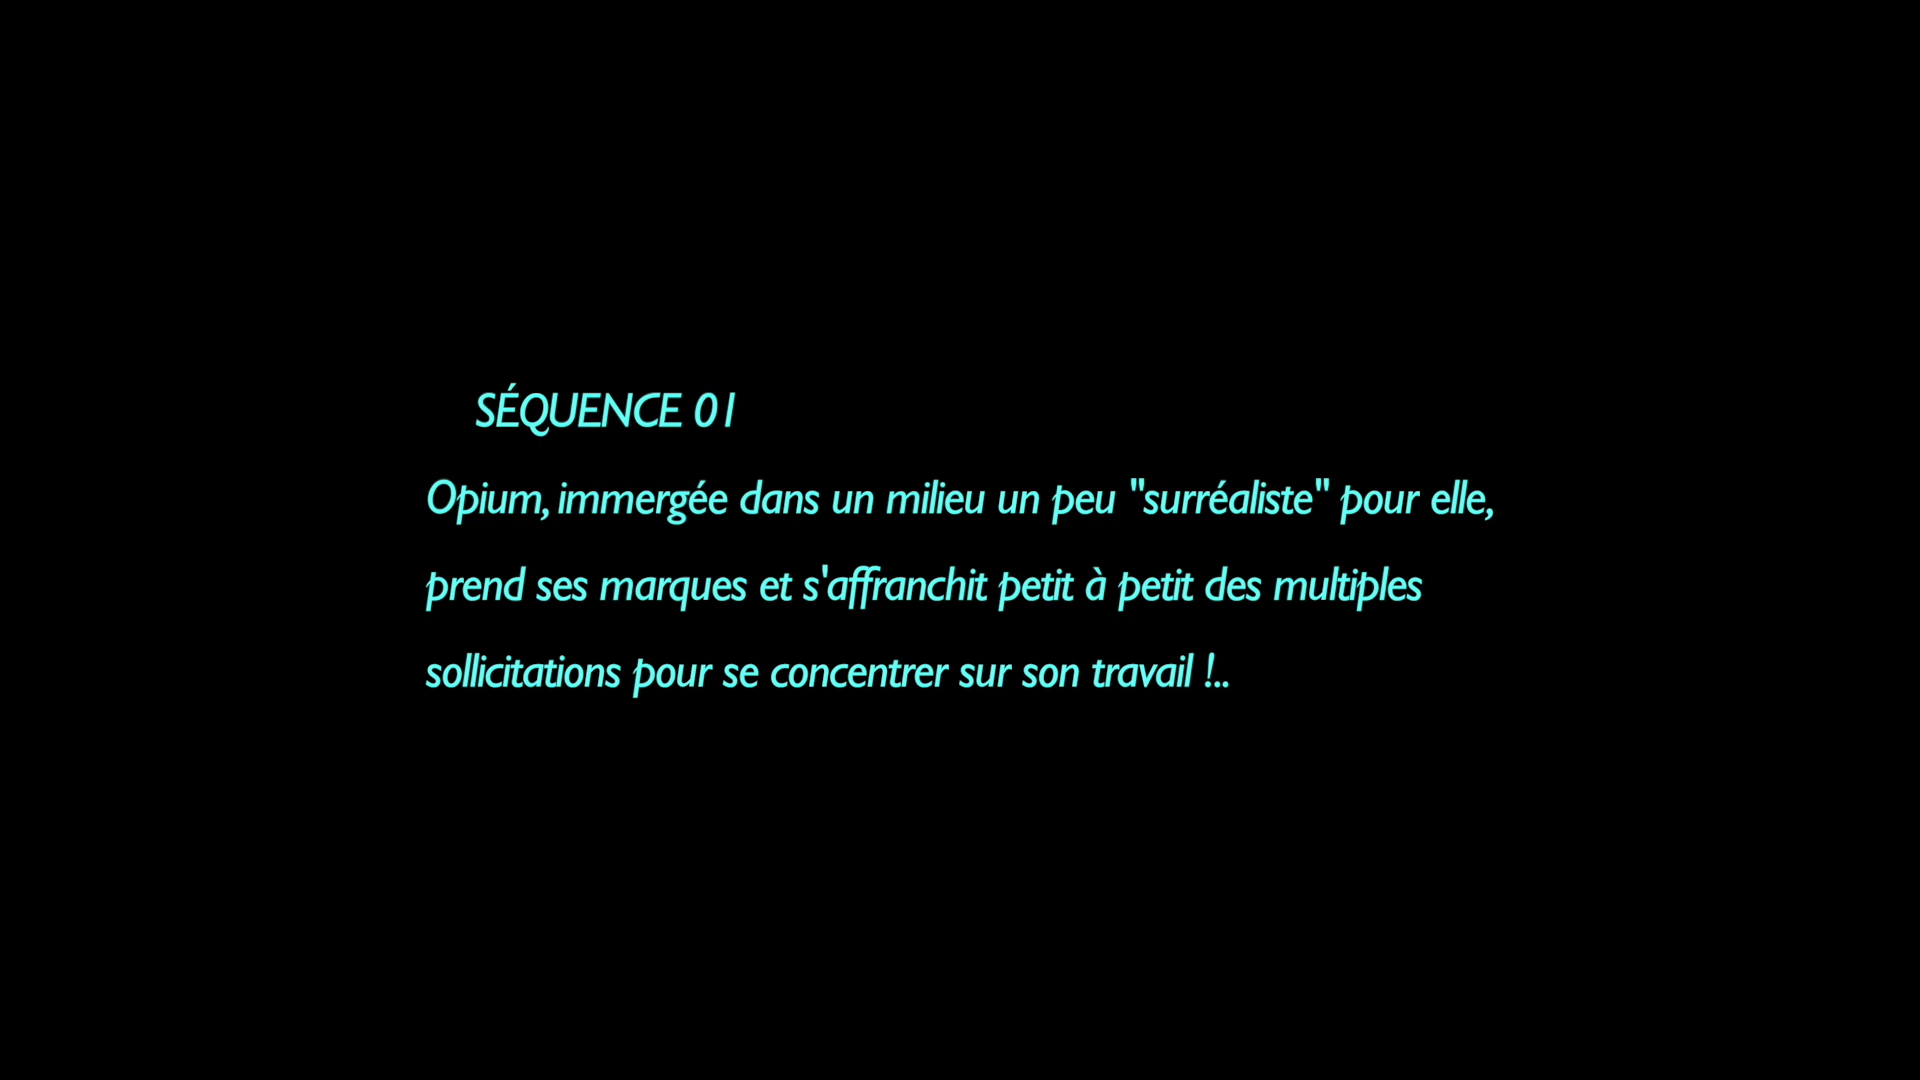 SÉQUENCE 01
Opium, immergée dans un milieu un peu "surréaliste" pour elle,
prend ses marques et s'affranchit petit à petit des multiples
sollicitations pour se concentrer sur son travail !..